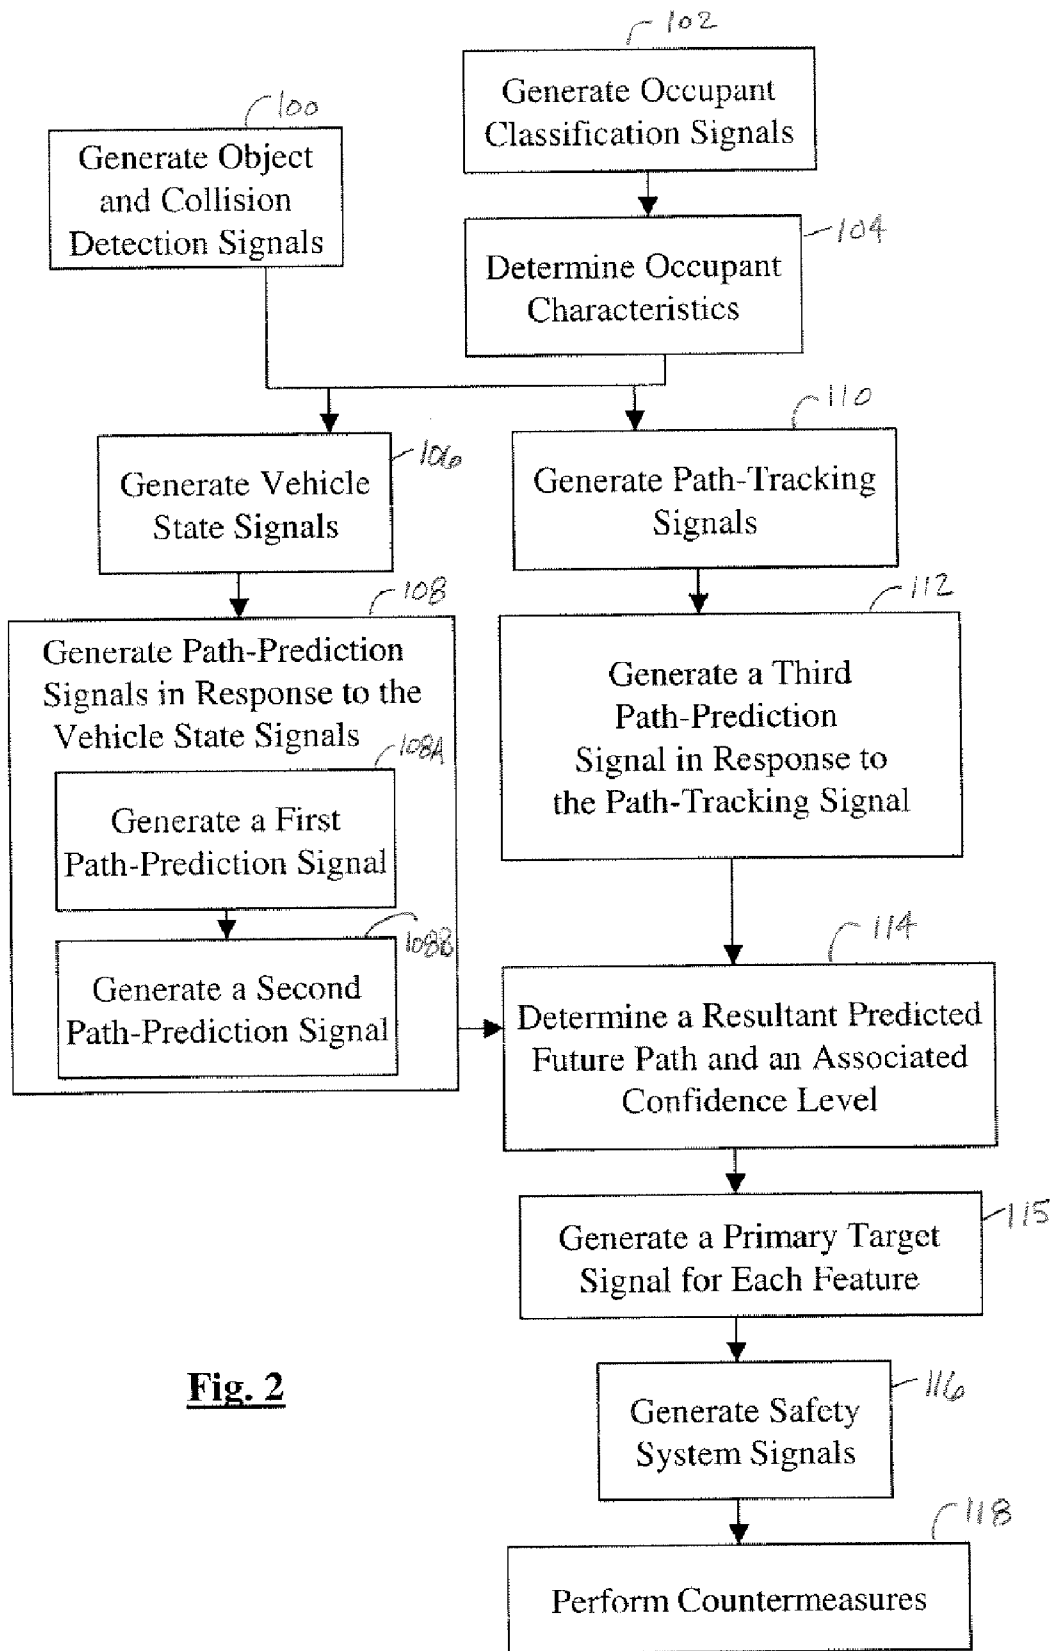 102
Generate Occupant
Classification Signals
100
Generate Object
and Collision
Detection Signals
104
Determine Occupant
Characteristics
106
Generate Vehicle
State Signals
110
Generate Path-Tracking
Signals
108
Generate Path-Prediction
Signals in Response to the
Vehicle State Signals
108A
Generate a First
Path-Prediction Signal
108B
Generate a Second
Path-Prediction Signal
112
Generate a Third
Path-Prediction
Signal in Response to
the Path-Tracking Signal
114
Determine a Resultant Predicted
Future Path and an Associated
Confidence Level
115
Generate a Primary Target
Signal for Each Feature
116
Generate Safety
System Signals
118
Perform Countermeasures
Fig. 2